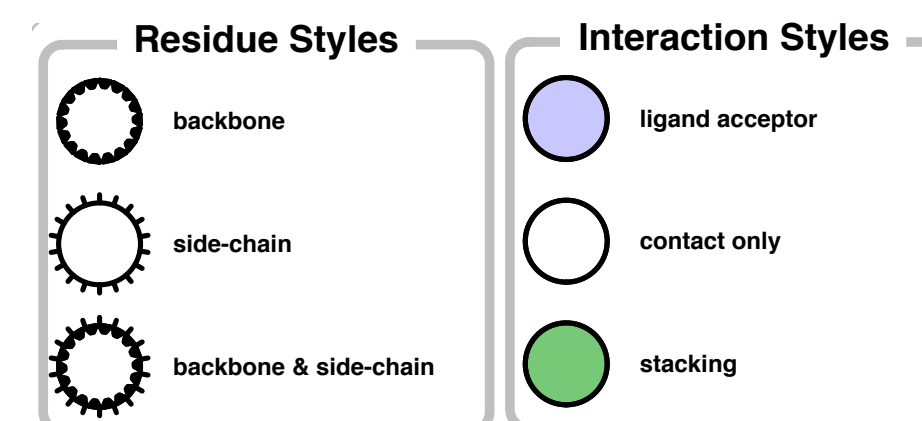 Residue Styles
backbone
side-chain
backbone & side-chain
Interaction Styles
ligand acceptor
contact only
stacking